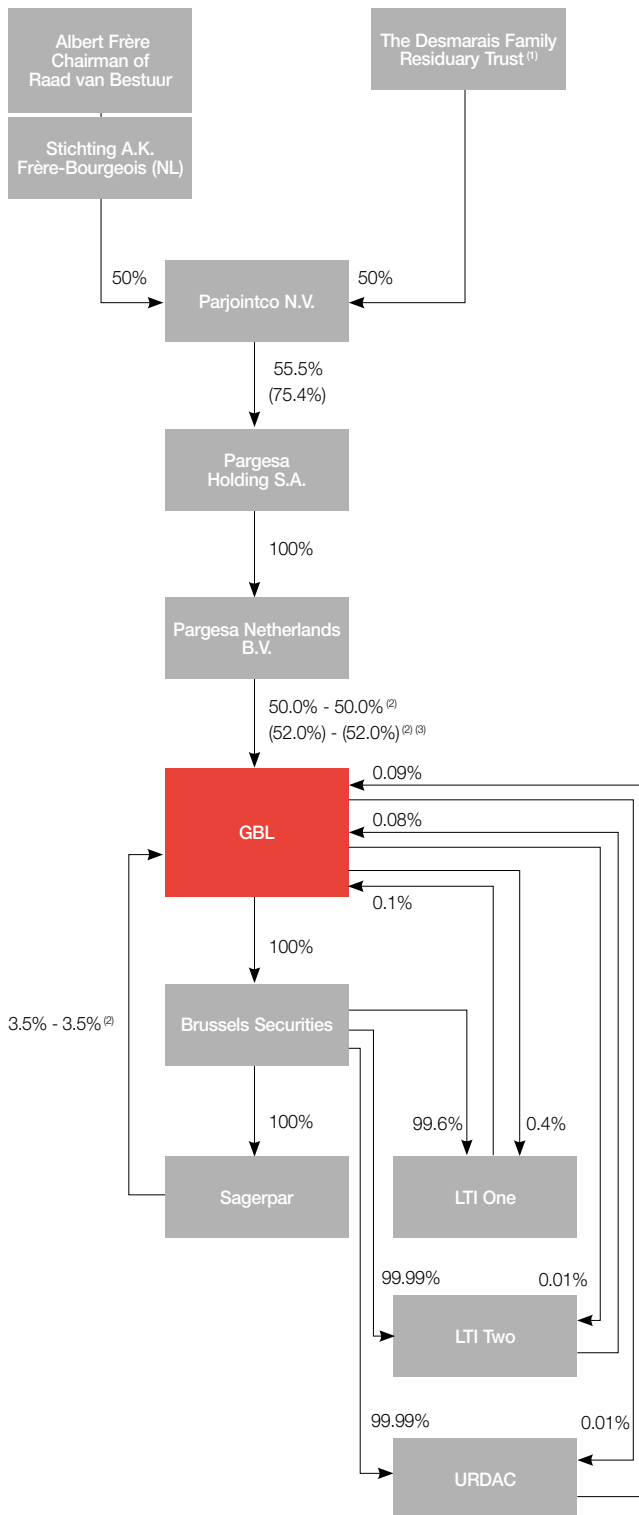 Albert Frère
Chairman of
Raad van Bestuur
The Desmarais Family
Residuary Trust (1)
Stichting A.K.
Frère-Bourgeois (NL)
50%
50%
Parjointco N.V.
55.5%
(75.4%)
Pargesa
Holding S.A.
100%
Pargesa Netherlands
B.V.
50.0% - 50.0% (2)
(52.0%) - (52.0%) (2) (3)
0.09%
GBL
0.08%
0.1%
100%
3.5% - 3.5% (2)
Brussels Securities
100%
99.6%
0.4%
Sagerpar
LTI One
99.99%
0.01%
LTI Two
99.99%
0.01%
URDAC